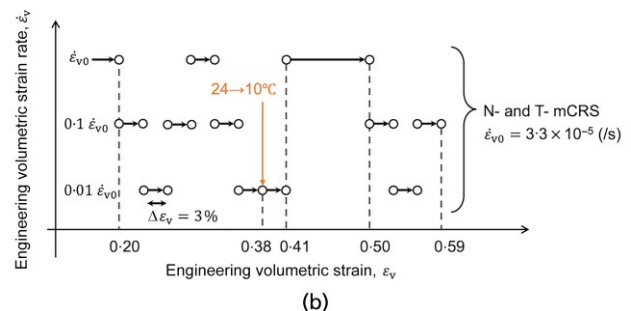 Engineering volumetric strain rate, ε̇ᵥ
ε̇ᵥ₀
24→10℃
0·1 ε̇ᵥ₀
0·01 ε̇ᵥ₀
Δεᵥ = 3%
N- and T- mCRS
ε̇ᵥ₀ = 3·3 × 10⁻⁵ (/s)
0·20 0·38 0·41 0·50 0·59
Engineering volumetric strain, εᵥ
(b)